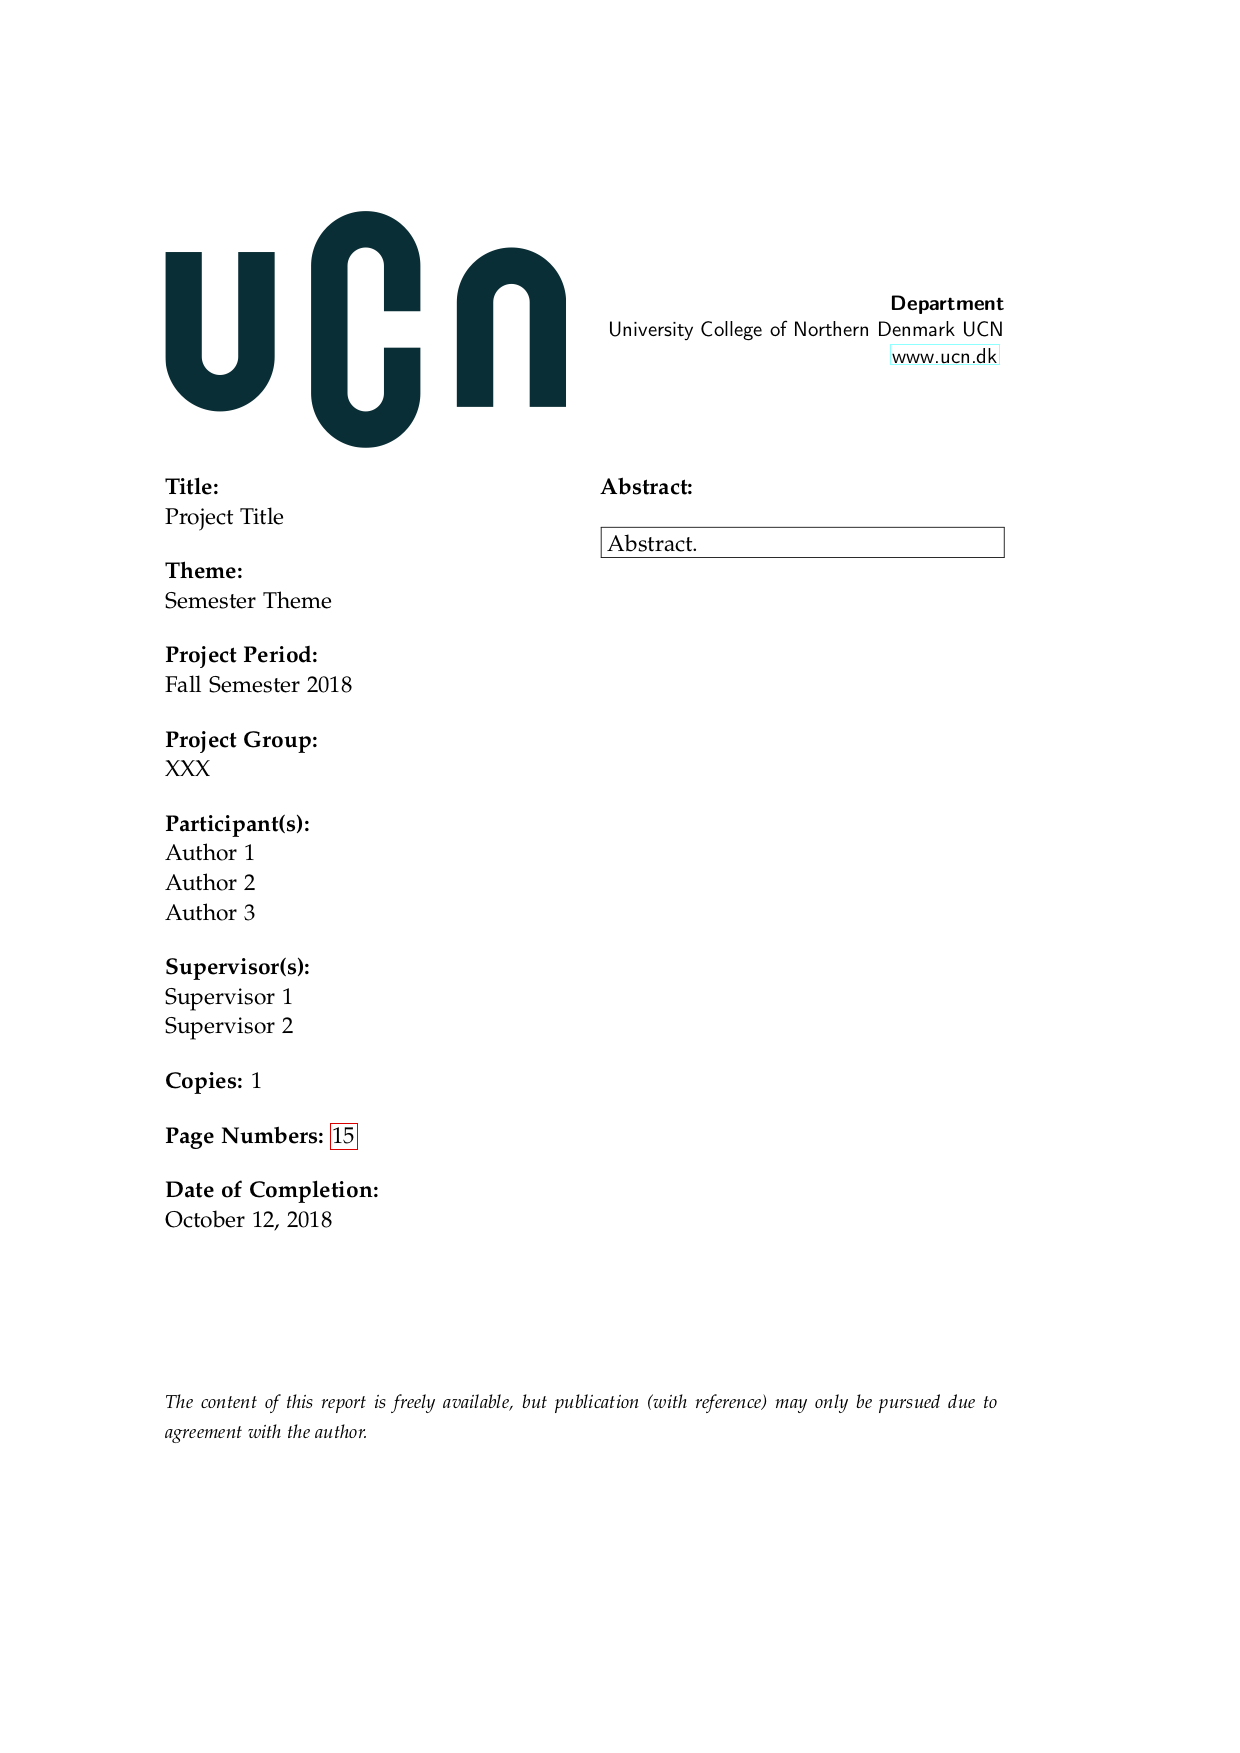 ucn
Department
University College of Northern Denmark UCN
www.ucn.dk
Title:
Project Title
Theme:
Semester Theme
Project Period:
Fall Semester 2018
Project Group:
XXX
Participant(s):
Author 1
Author 2
Author 3
Supervisor(s):
Supervisor 1
Supervisor 2
Copies: 1
Page Numbers: 15
Date of Completion:
October 12, 2018
Abstract:
Abstract.
The content of this report is freely available, but publication (with reference) may only be pursued due to
agreement with the author.